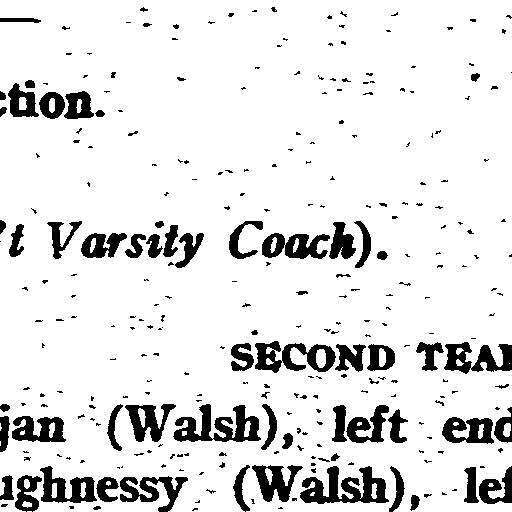 ction.
't Varsity Coach).
SECOND TEA
jan (Walsh), left end
ughnessy (Walsh), lef